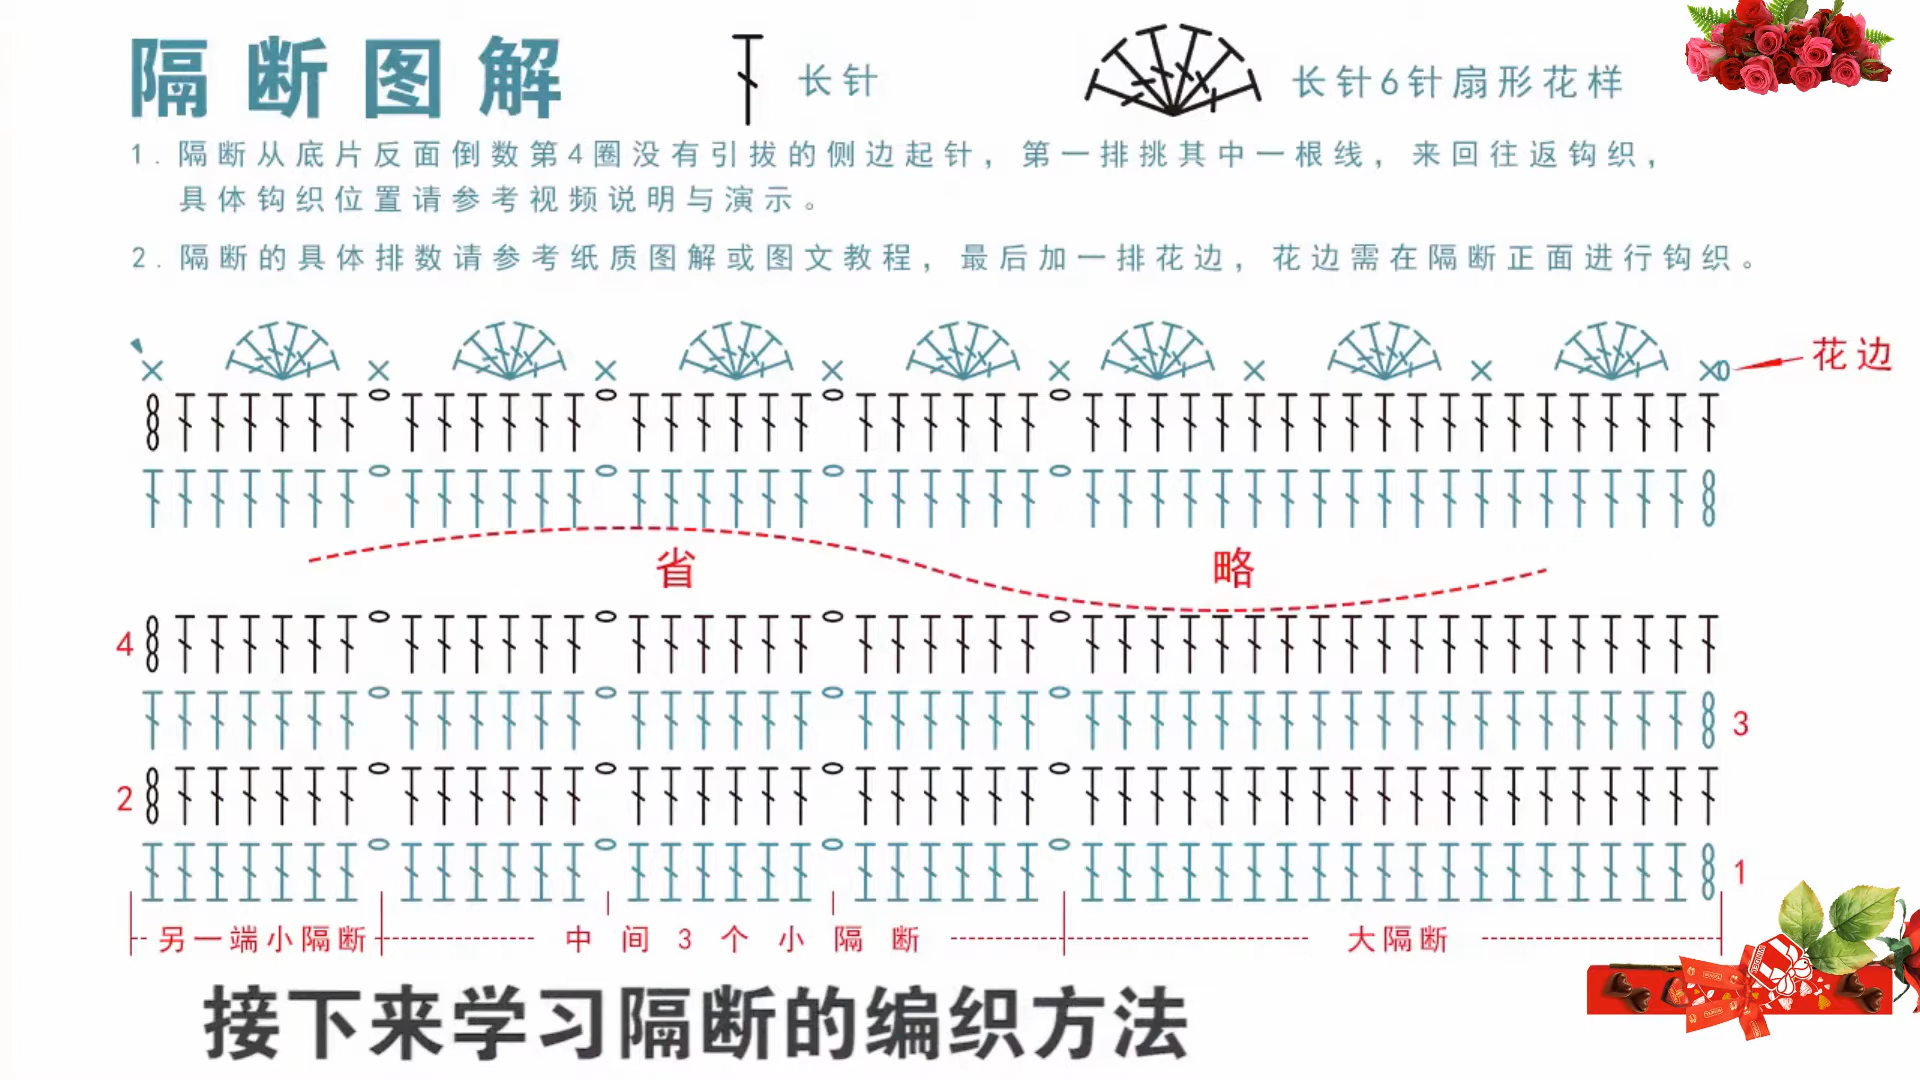 隔断图解
长针
长针6针扇形花样
1. 隔断从底片反面倒数第4圈没有引拔的侧边起针，第一排挑其中一根线，来回往返钩织，
具体钩织位置请参考视频说明与演示。
2. 隔断的具体排数请参考纸质图解或图文教程，最后加一排花边，花边需在隔断正面进行钩织。
花边
省 略
4
3
2
1
另一端小隔断 中间3个小隔断 大隔断
接下来学习隔断的编织方法